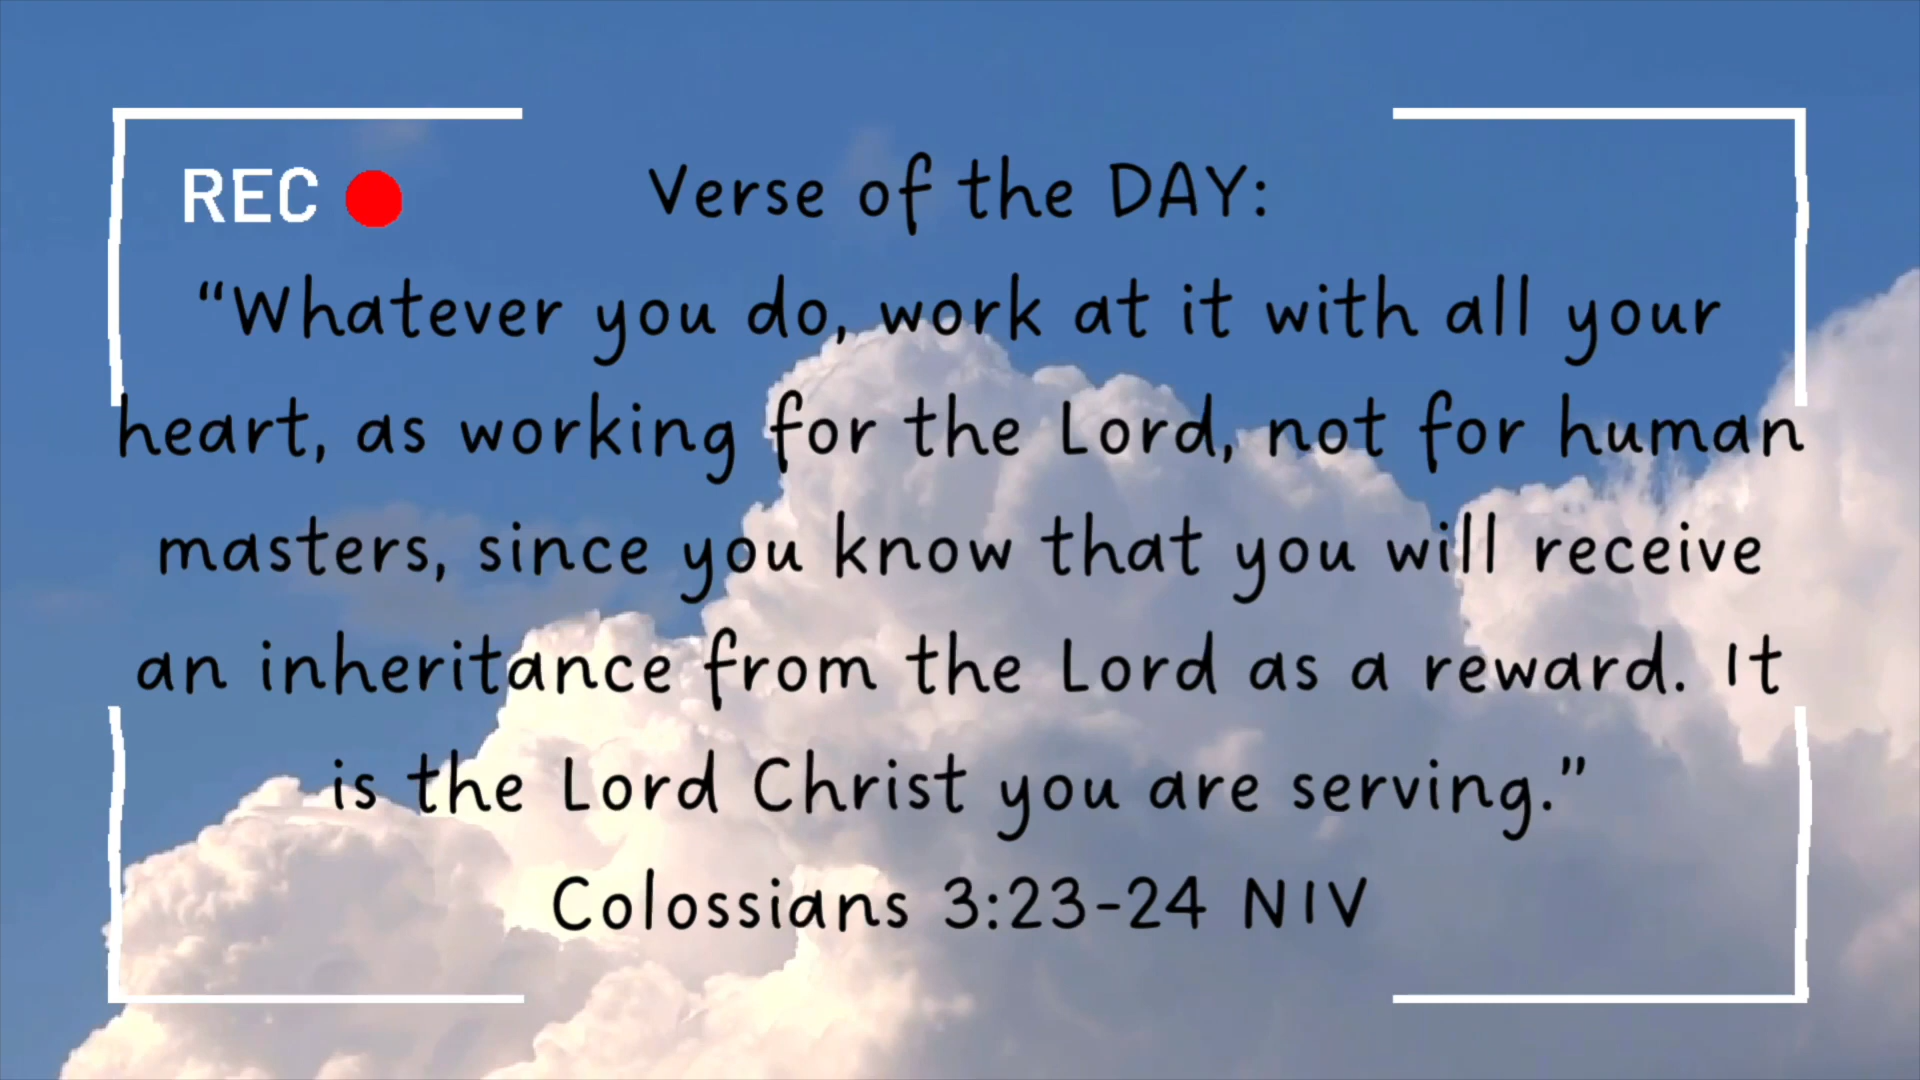 REC
Verse of the DAY:
“Whatever you do, work at it with all your
heart, as working for the Lord, not for human
masters, since you know that you will receive
an inheritance from the Lord as a reward. It
is the Lord Christ you are serving.”
Colossians 3:23-24 NIV